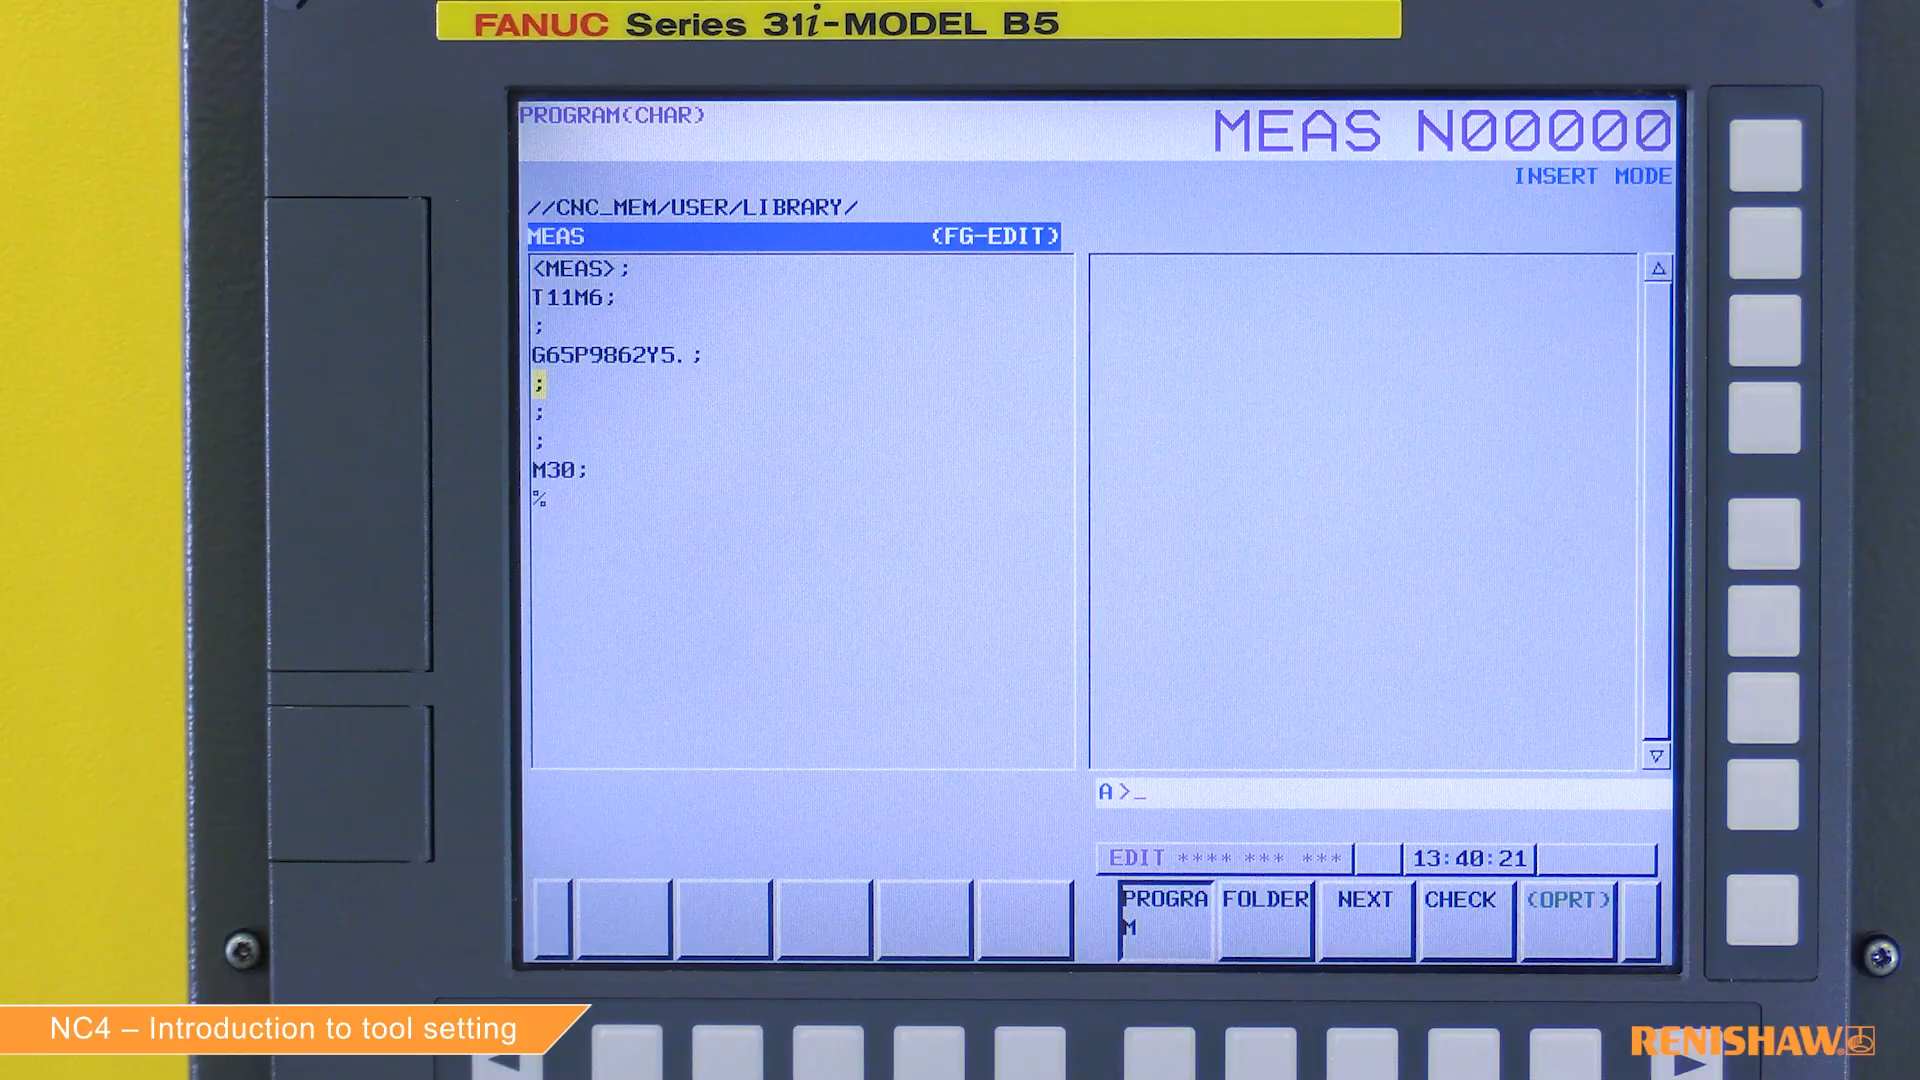 FANUC Series 31i-MODEL B5
PROGRAM(CHAR)
MEAS N00000
INSERT MODE
//CNC_MEM/USER/LIBRARY/
MEAS (FG-EDIT)
<MEAS>;
T11M6;
;
G65P9862Y5.;
;
;
;
M30;
%
A>_
EDIT **** *** ***
13:40:21
PROGRA
M
FOLDER
NEXT
CHECK
(OPRT)
NC4 – Introduction to tool setting
RENISHAW